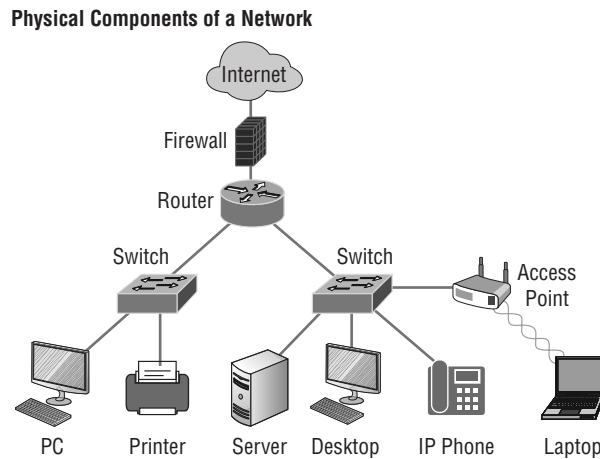 Physical Components of a Network
Internet
Firewall
Router
Switch
Switch
Access
Point
PC
Printer
Server
Desktop
IP Phone
Laptop